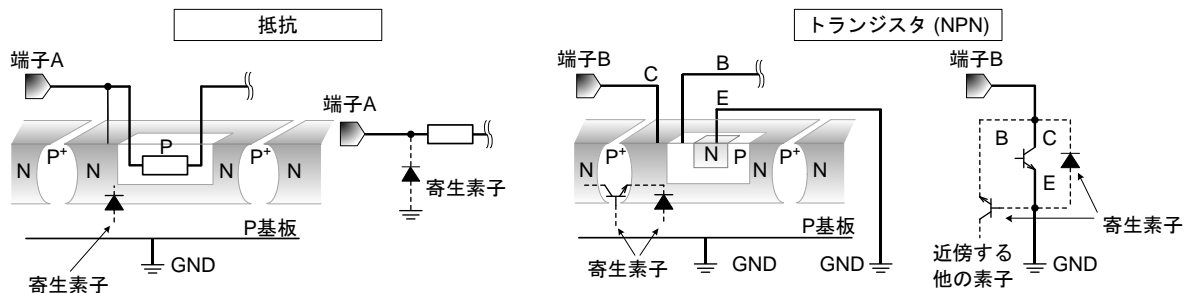 抵抗
トランジスタ (NPN)
端子A
端子A
N
P+
N
P
N
P+
N
寄生素子
P基板
GND
寄生素子
端子B
C
B
E
N
P+
N
N
P
P+
N
P基板
寄生素子
GND
GND
端子B
B
C
E
寄生素子
近傍する
他の素子
GND